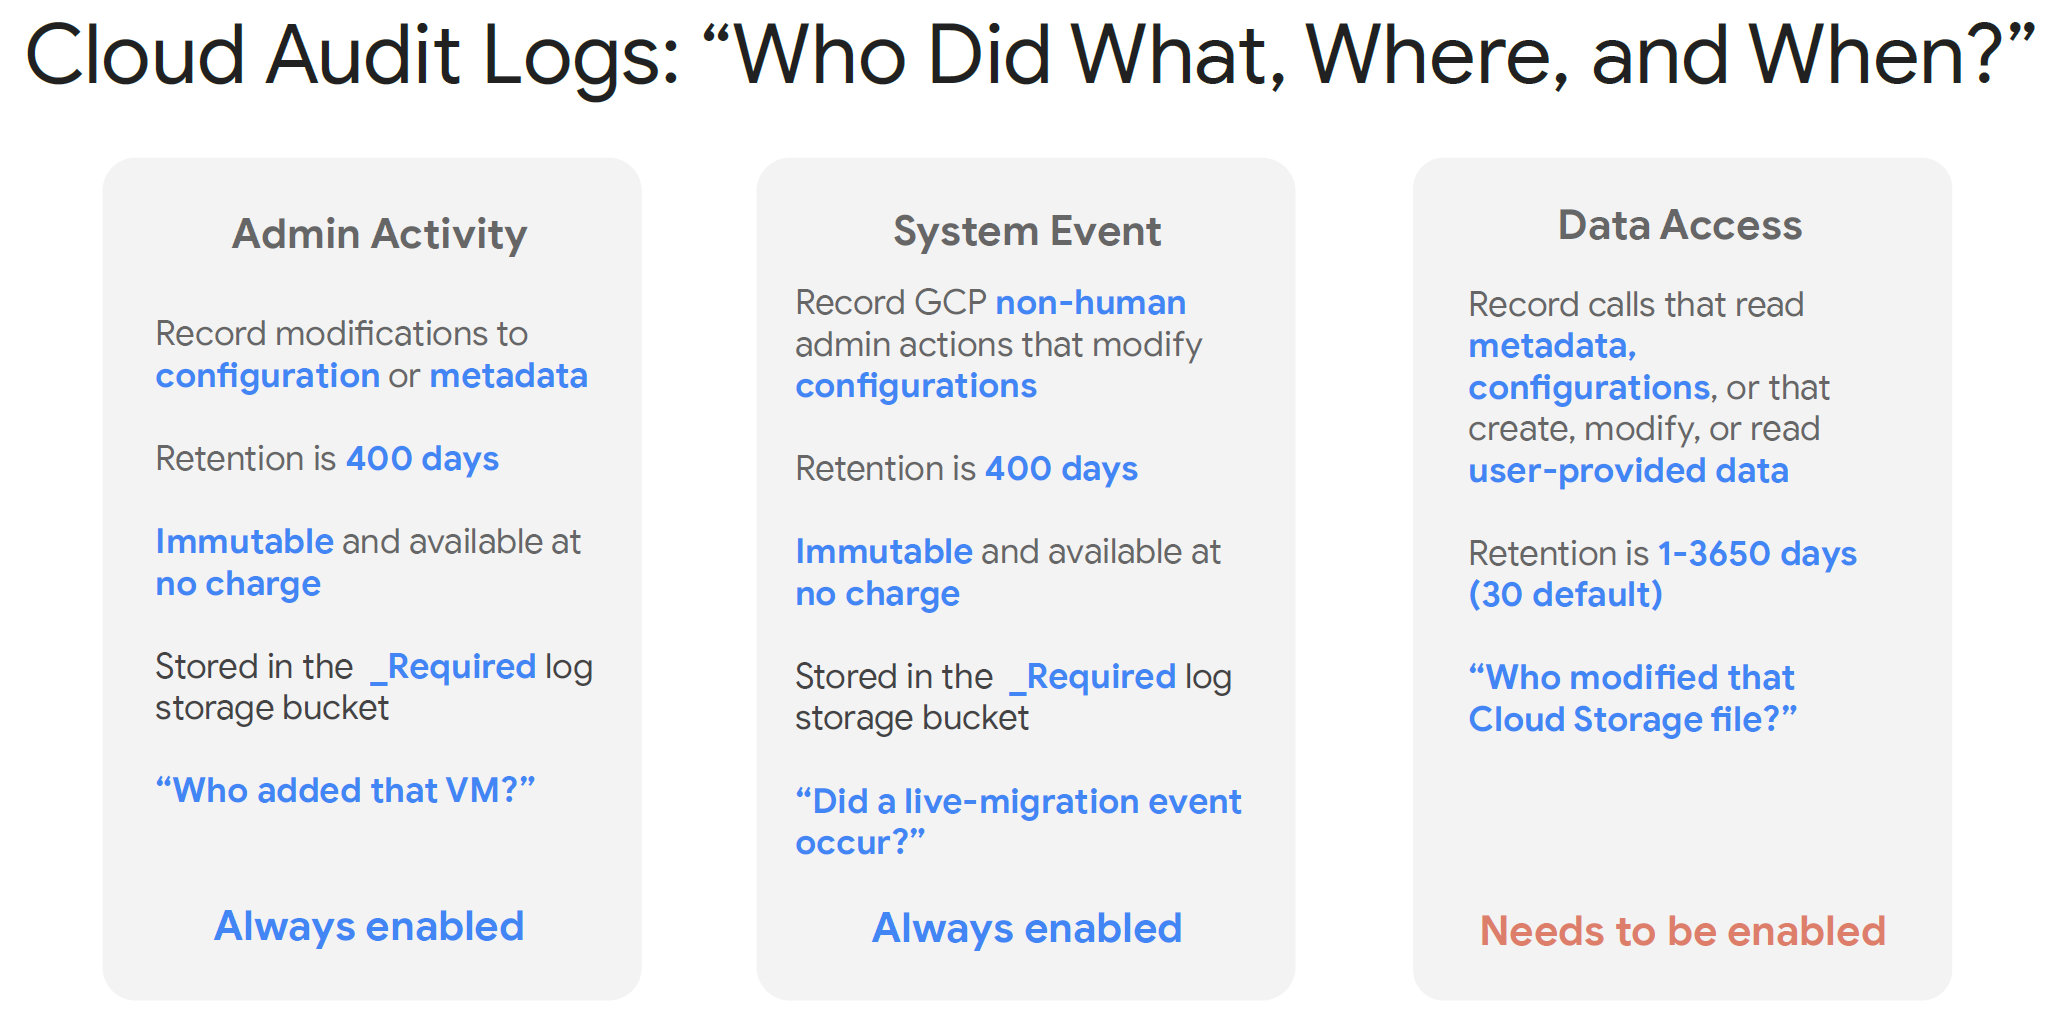 Cloud Audit Logs: “Who Did What, Where, and When?”
Admin Activity
Record modifications to
configuration or metadata
Retention is 400 days
Immutable and available at
no charge
Stored in the _Required log
storage bucket
“Who added that VM?”
Always enabled
System Event
Record GCP non-human
admin actions that modify
configurations
Retention is 400 days
Immutable and available at
no charge
Stored in the _Required log
storage bucket
“Did a live-migration event
occur?”
Always enabled
Data Access
Record calls that read
metadata,
configurations, or that
create, modify, or read
user-provided data
Retention is 1-3650 days
(30 default)
“Who modified that
Cloud Storage file?”
Needs to be enabled